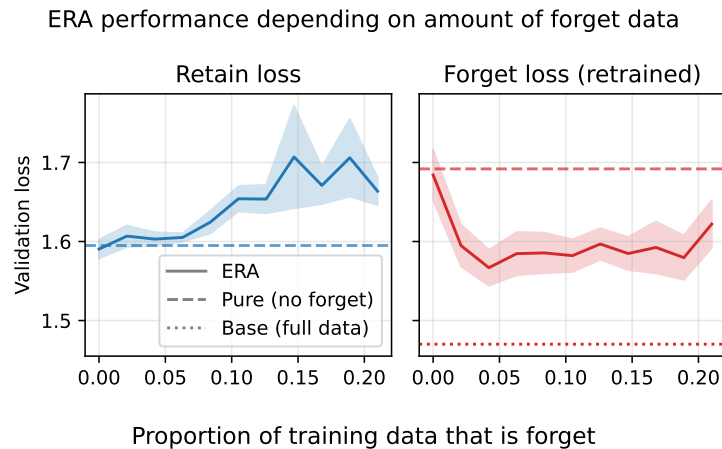 ERA performance depending on amount of forget data
Retain loss
Forget loss (retrained)
Validation loss
1.7
1.6
1.5
ERA
Pure (no forget)
Base (full data)
0.00 0.05 0.10 0.15 0.20
0.00 0.05 0.10 0.15 0.20
Proportion of training data that is forget